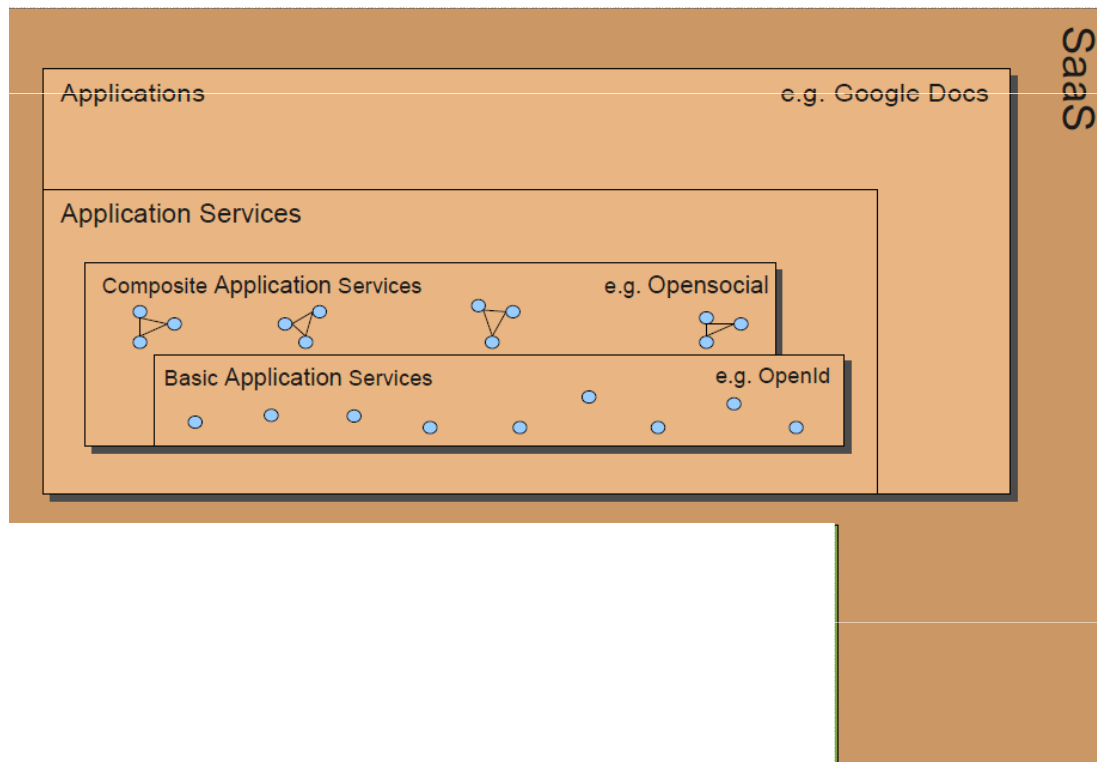 SaaS
Applications e.g. Google Docs
Application Services
Composite Application Services e.g. Opensocial
Basic Application Services e.g. OpenId